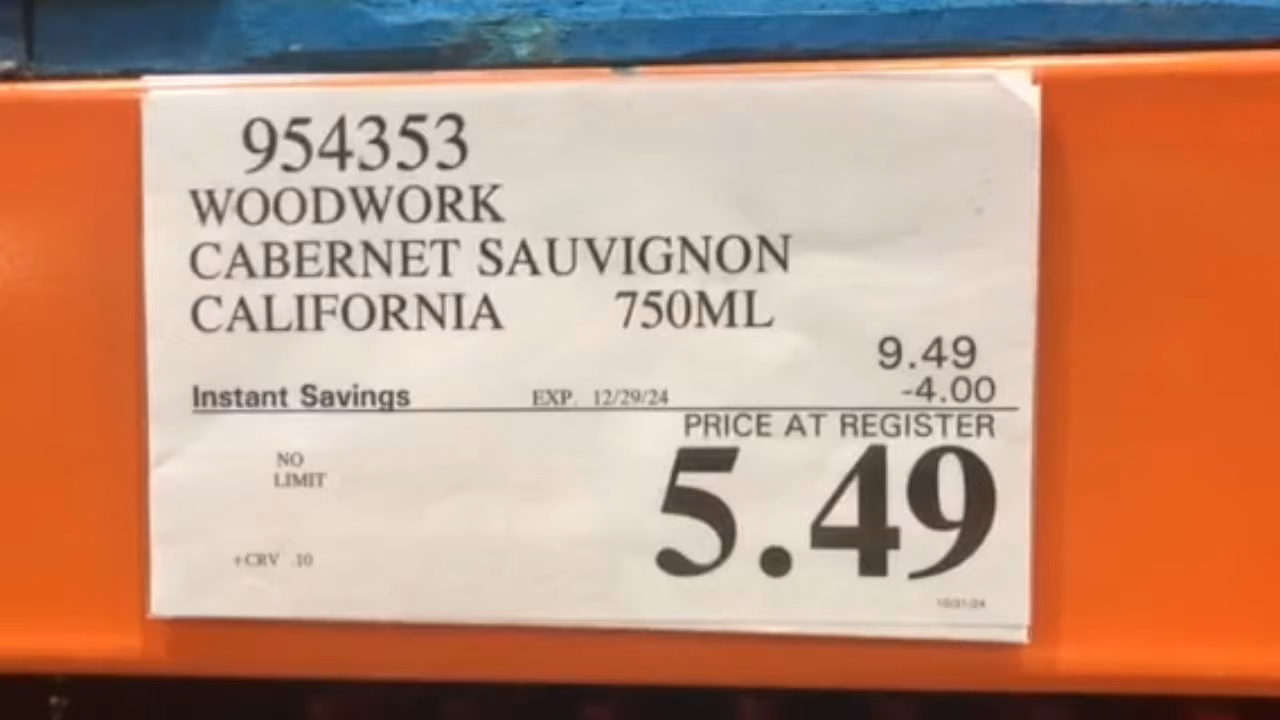 954353
WOODWORK
CABERNET SAUVIGNON
CALIFORNIA 750ML
9.49
Instant Savings EXP. 12/29/24 -4.00
PRICE AT REGISTER
5.49
NO
LIMIT
+CRV .10
10/31/24